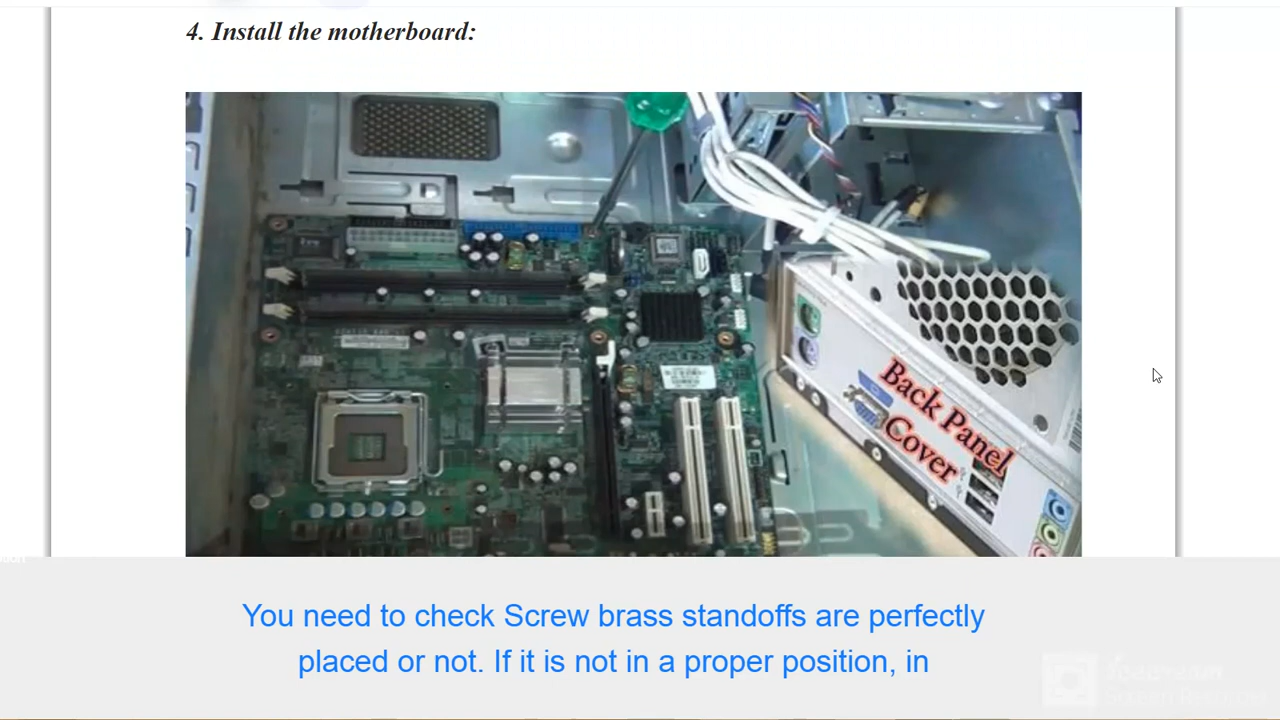 4. Install the motherboard:
Back Panel
Cover
You need to check Screw brass standoffs are perfectly
placed or not. If it is not in a proper position, in